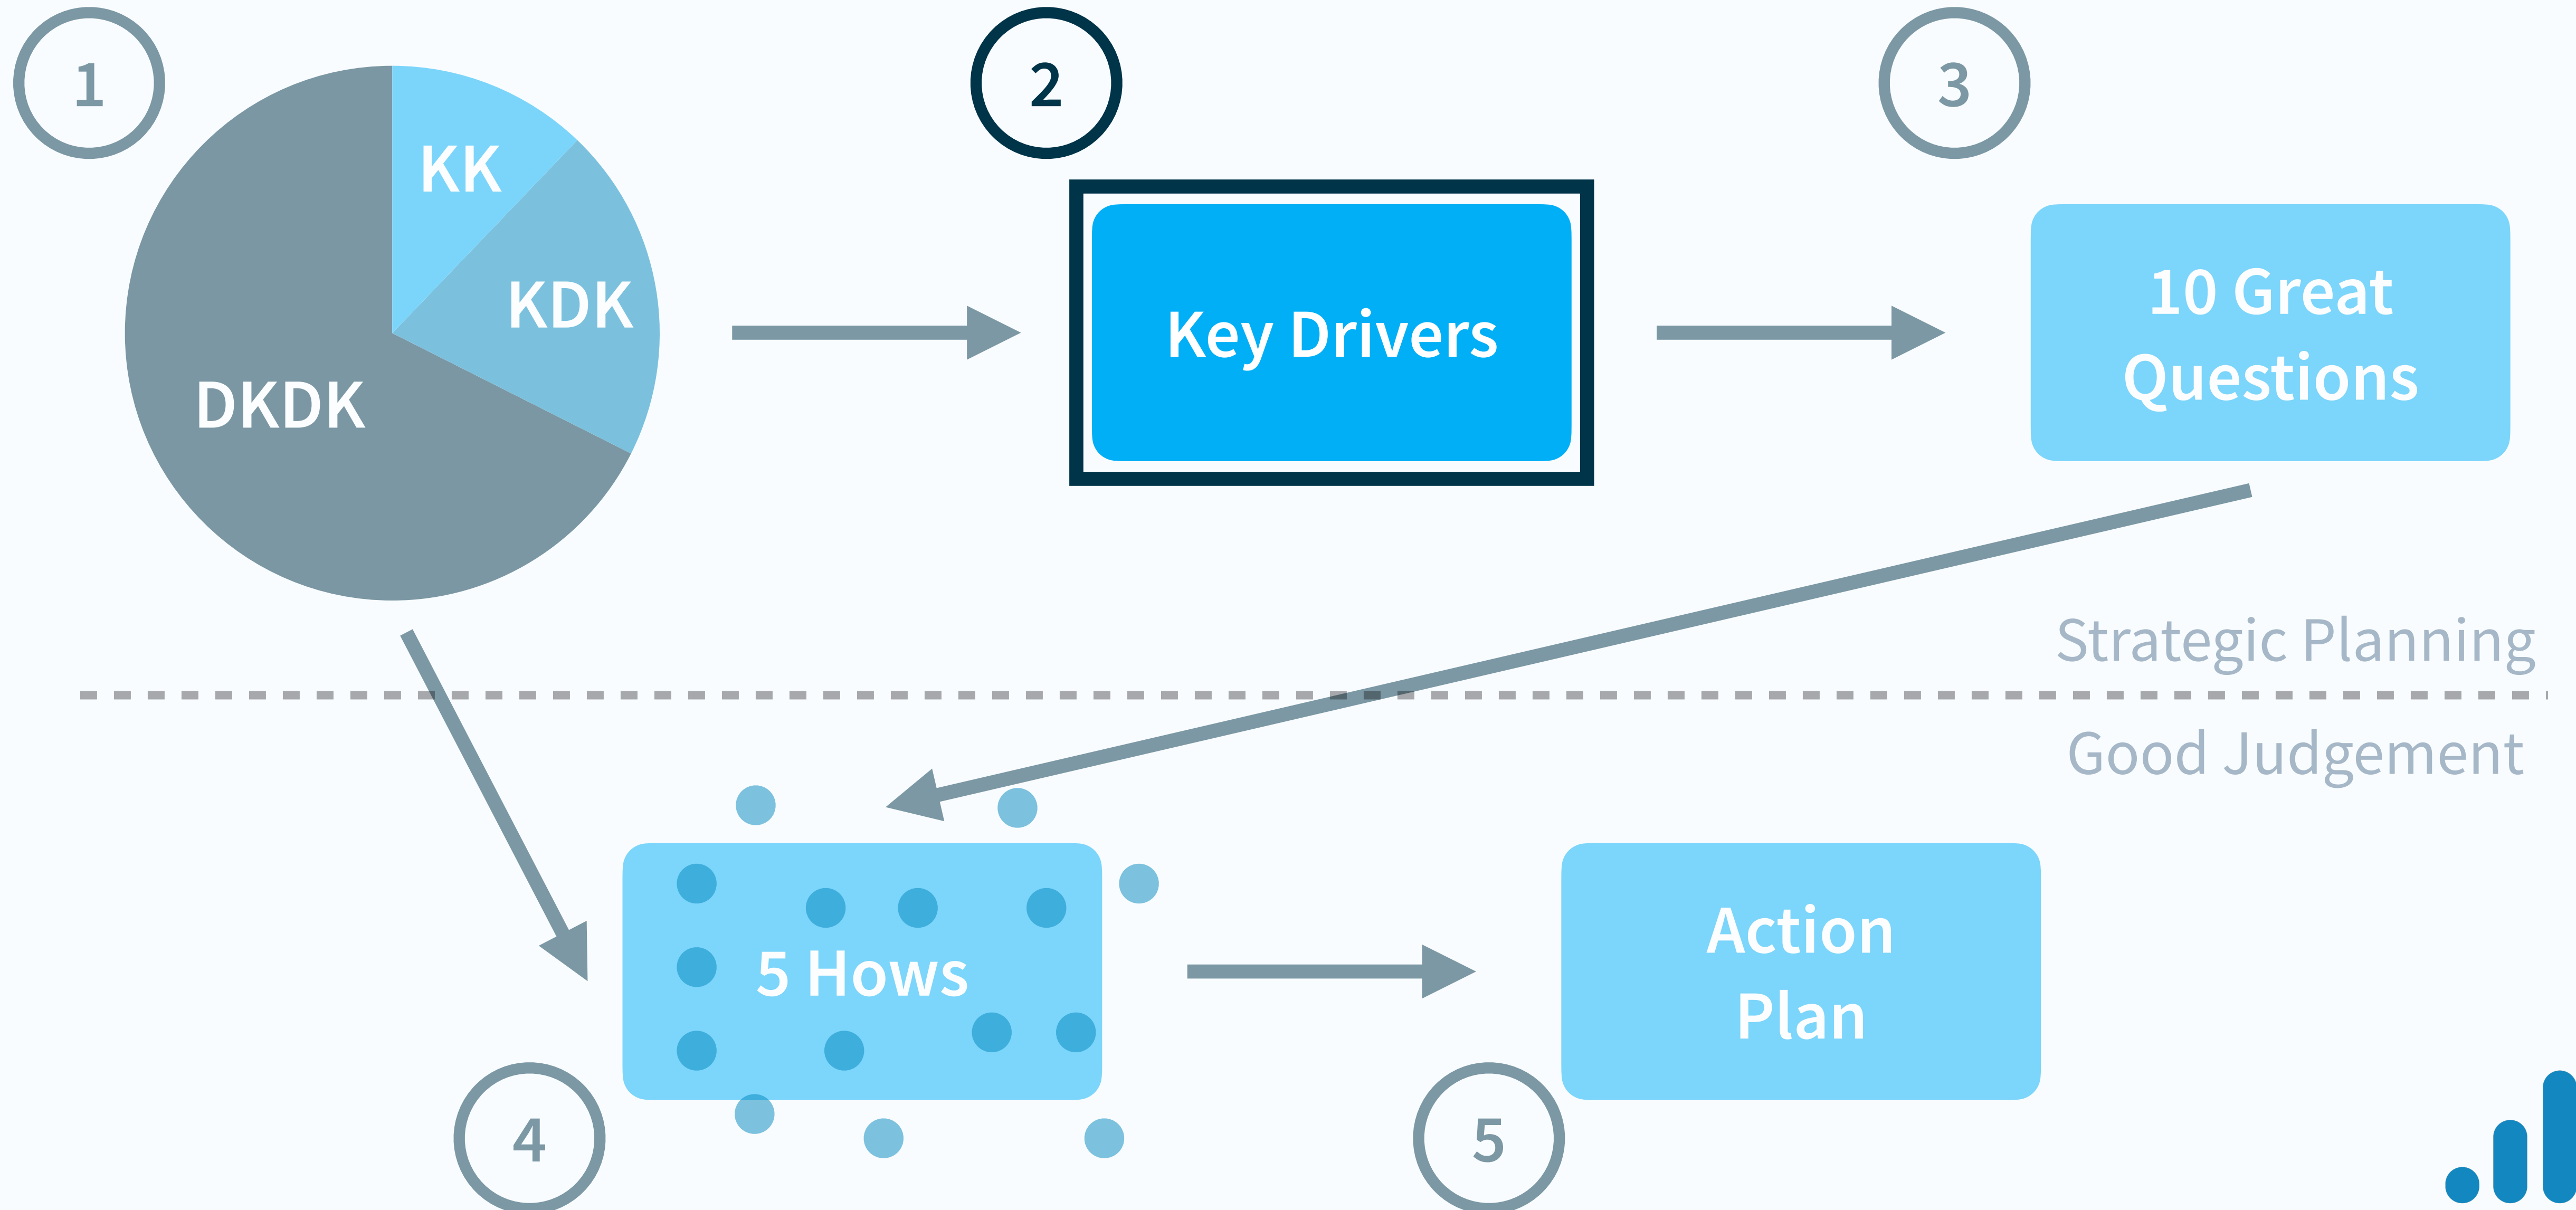 1
2
3
KK
KDK
DKDK
Key Drivers
10 Great
Questions
Strategic Planning
Good Judgement
5 Hows
Action
Plan
4
5